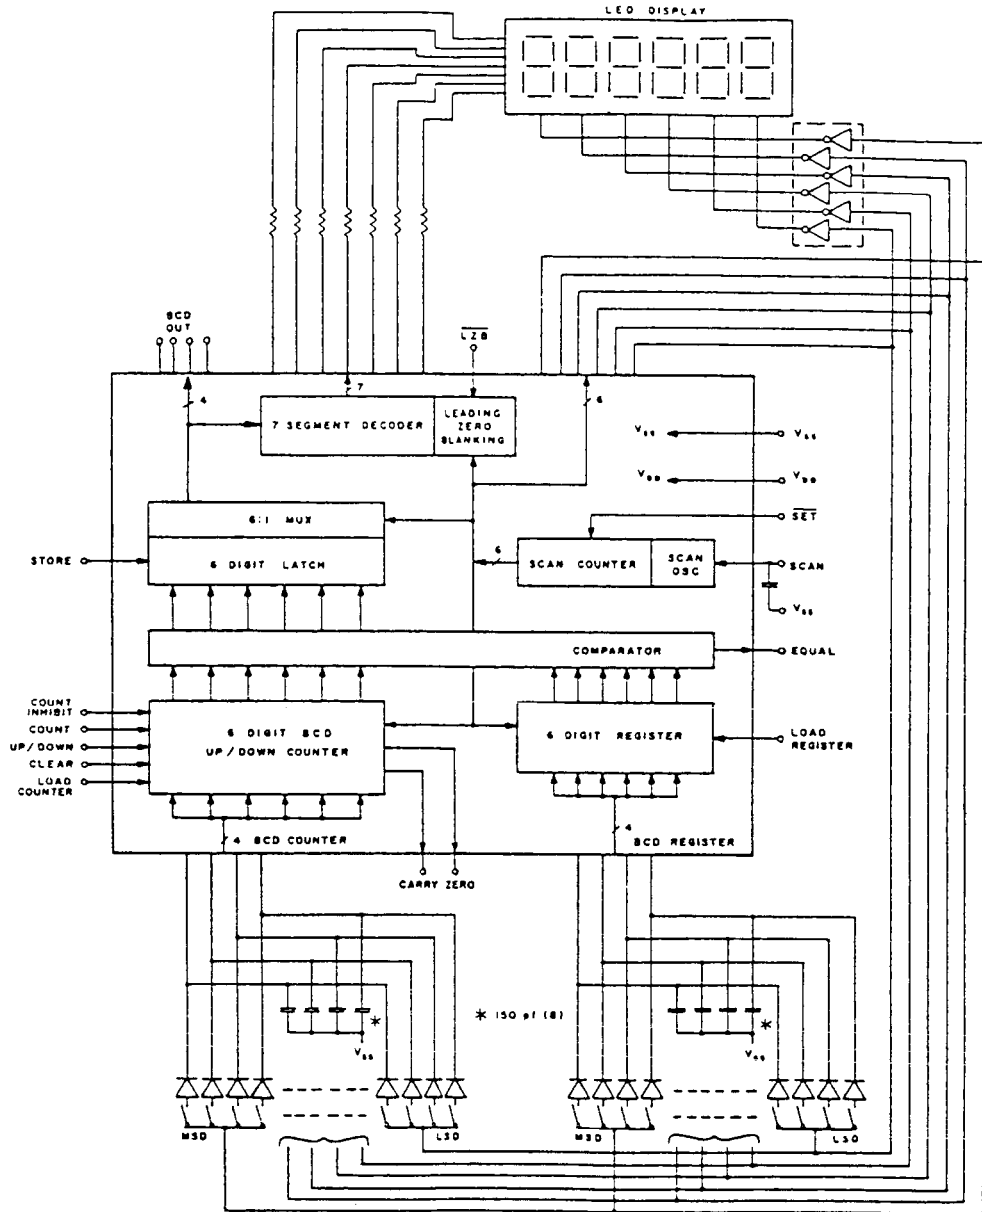 LED DISPLAY
BCD
OUT
LZB
4
7
6
7 SEGMENT DECODER
LEADING
ZERO
BLANKING
VSS
VSS
VDD
VDD
SET
6:1 MUX
6 DIGIT LATCH
STORE
6
SCAN COUNTER
SCAN
OSC
SCAN
VSS
COMPARATOR
EQUAL
COUNT
INHIBIT
COUNT
UP/DOWN
CLEAR
LOAD
COUNTER
6 DIGIT BCD
UP/DOWN COUNTER
6 DIGIT REGISTER
LOAD
REGISTER
4 BCD COUNTER
4
BCD REGISTER
CARRY ZERO
* 150 pf (8)
*
*
VSS
VSS
MSD
LSD
MSD
LSD